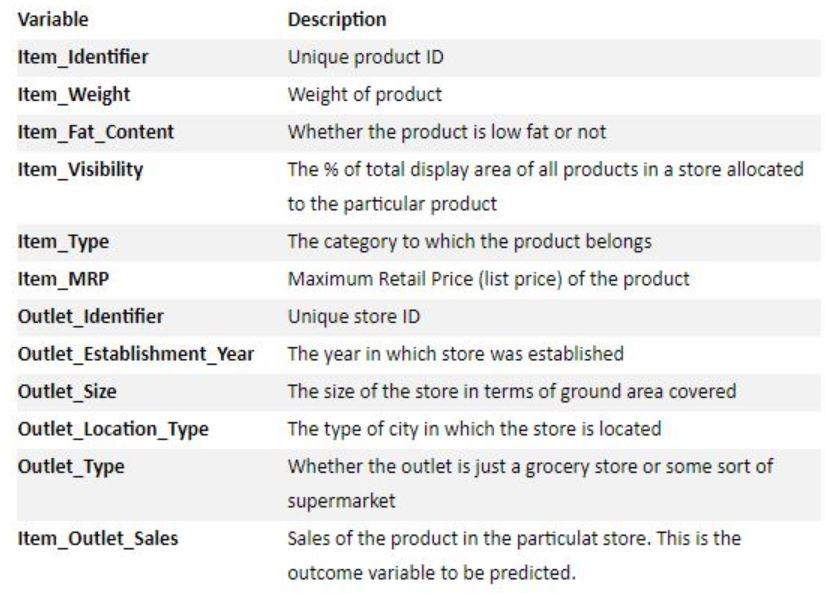 Variable Description
Item_Identifier Unique product ID
Item_Weight Weight of product
Item_Fat_Content Whether the product is low fat or not
Item_Visibility The % of total display area of all products in a store allocated
to the particular product
Item_Type The category to which the product belongs
Item_MRP Maximum Retail Price (list price) of the product
Outlet_Identifier Unique store ID
Outlet_Establishment_Year The year in which store was established
Outlet_Size The size of the store in terms of ground area covered
Outlet_Location_Type The type of city in which the store is located
Outlet_Type Whether the outlet is just a grocery store or some sort of
supermarket
Item_Outlet_Sales Sales of the product in the particulat store. This is the
outcome variable to be predicted.